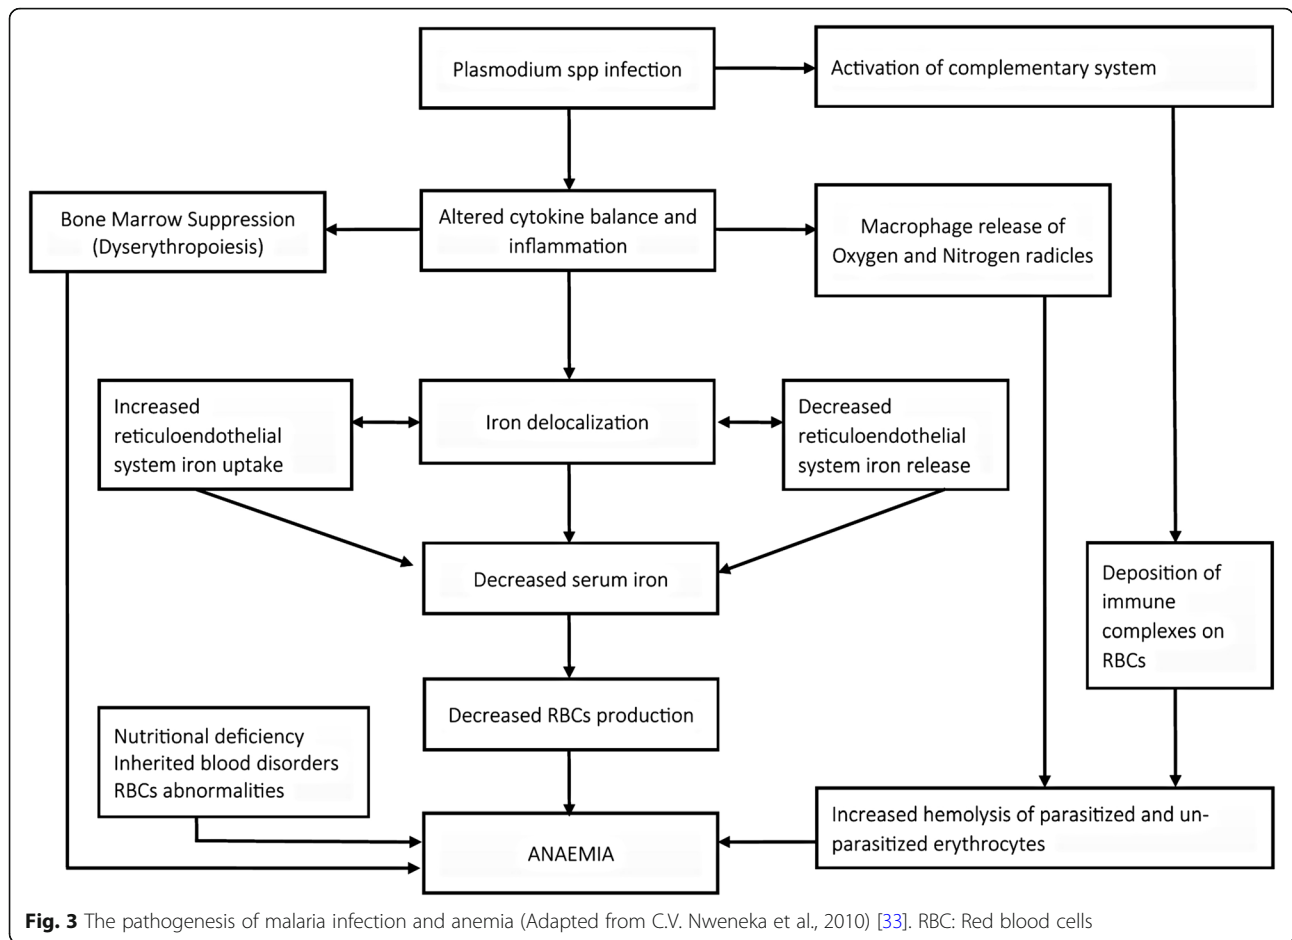 Plasmodium spp infection
Activation of complementary system
Bone Marrow Suppression
(Dyserythropoiesis)
Altered cytokine balance and
inflammation
Macrophage release of
Oxygen and Nitrogen radicles
Increased
reticuloendothelial
system iron uptake
Iron delocalization
Decreased
reticuloendothelial
system iron release
Decreased serum iron
Deposition of
immune
complexes on
RBCs
Decreased RBCs production
Nutritional deficiency
Inherited blood disorders
RBCs abnormalities
Increased hemolysis of parasitized and un-
parasitized erythrocytes
ANAEMIA
Fig. 3 The pathogenesis of malaria infection and anemia (Adapted from C.V. Nweneka et al., 2010) [33]. RBC: Red blood cells